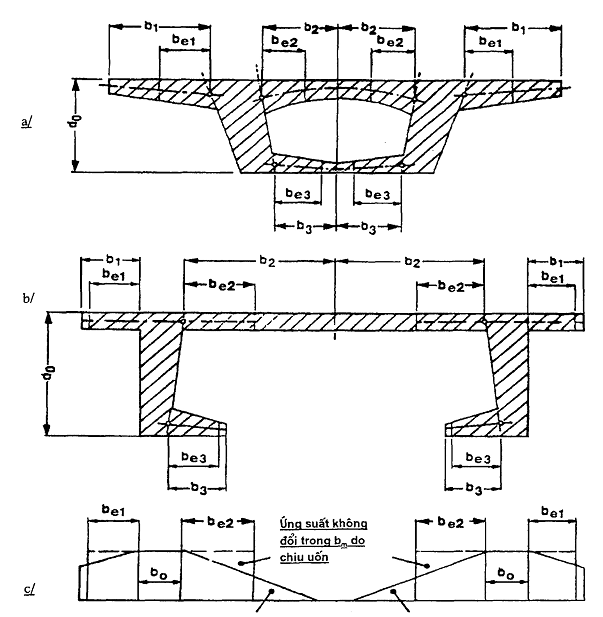 b1 b2 b2 b1
be1 be2 be2 be1
a/
d0
be3 be3
b3 b3
b1 b2 b2 b1
be1 be2 be2 be1
b/
d0
be3 be3
b3 b3
be1 be2 Ứng suất không be2 be1
đổi trong bm do
chịu uốn
b0 b0
c/